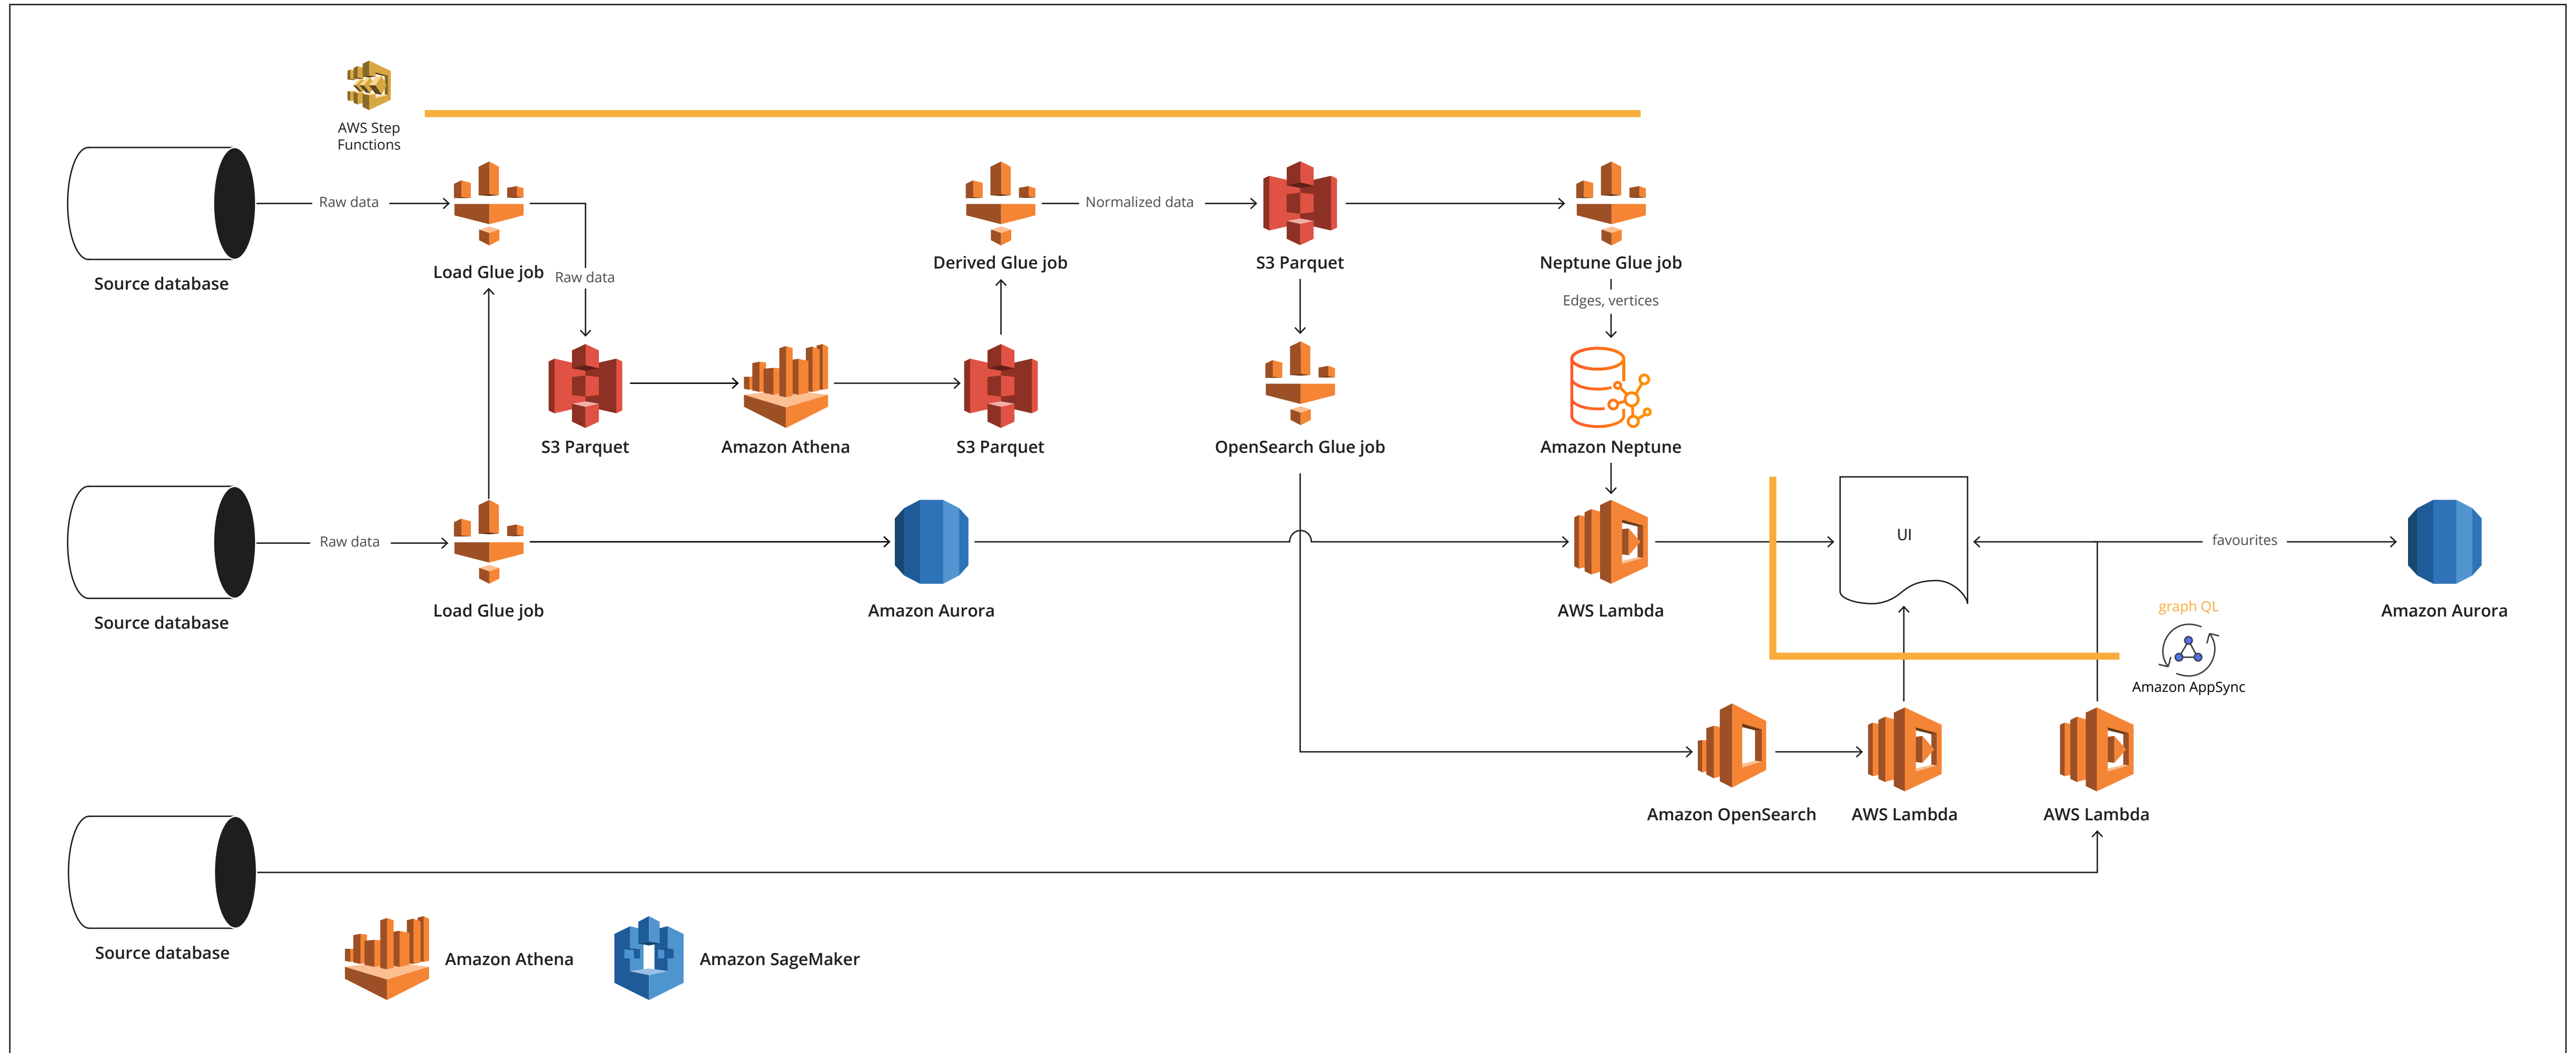 AWS Step
Functions
Raw data
Normalized data
Source database
Load Glue job
Raw data
Derived Glue job
S3 Parquet
Neptune Glue job
Edges, vertices
S3 Parquet
Amazon Athena
S3 Parquet
OpenSearch Glue job
Amazon Neptune
Raw data
UI
favourites
Source database
Load Glue job
Amazon Aurora
AWS Lambda
Amazon Aurora
graph QL
Amazon AppSync
Amazon OpenSearch
AWS Lambda
AWS Lambda
Source database
Amazon Athena
Amazon SageMaker